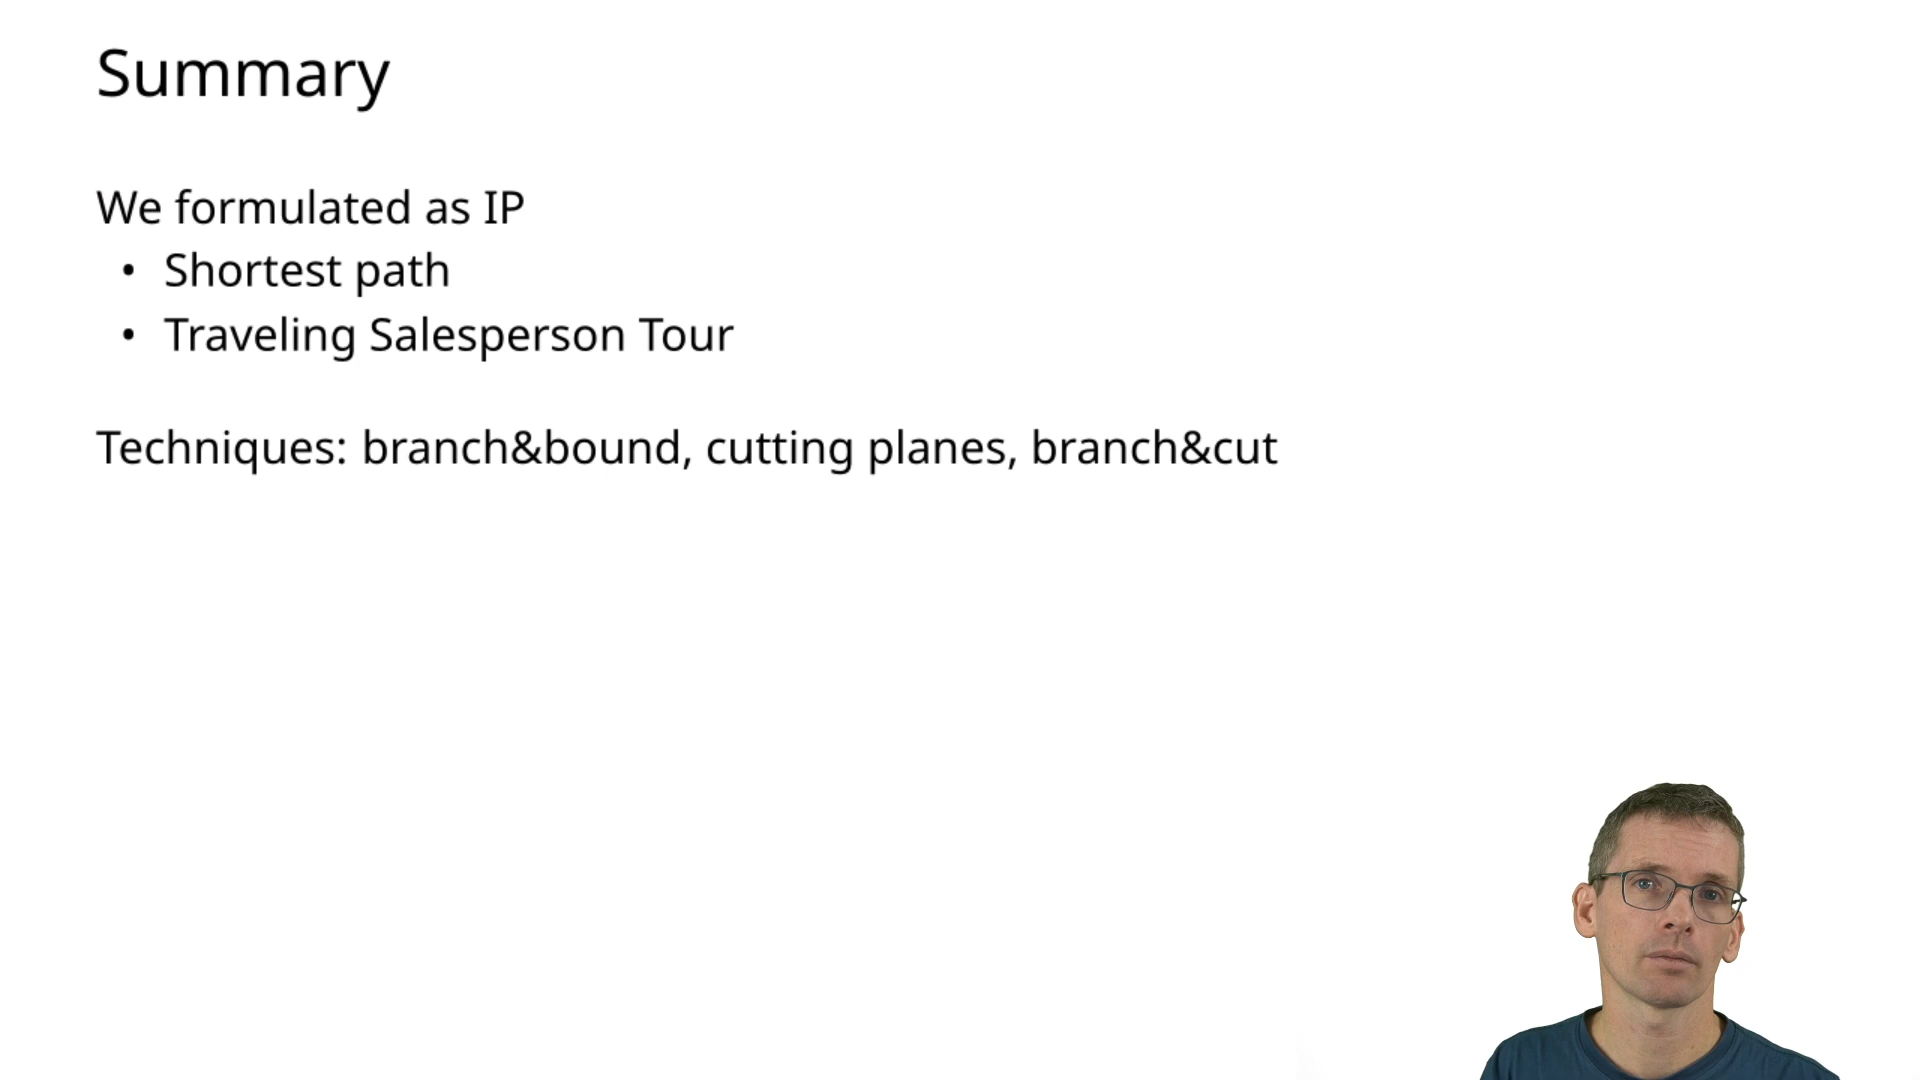 Summary
We formulated as IP
• Shortest path
• Traveling Salesperson Tour
Techniques: branch&bound, cutting planes, branch&cut